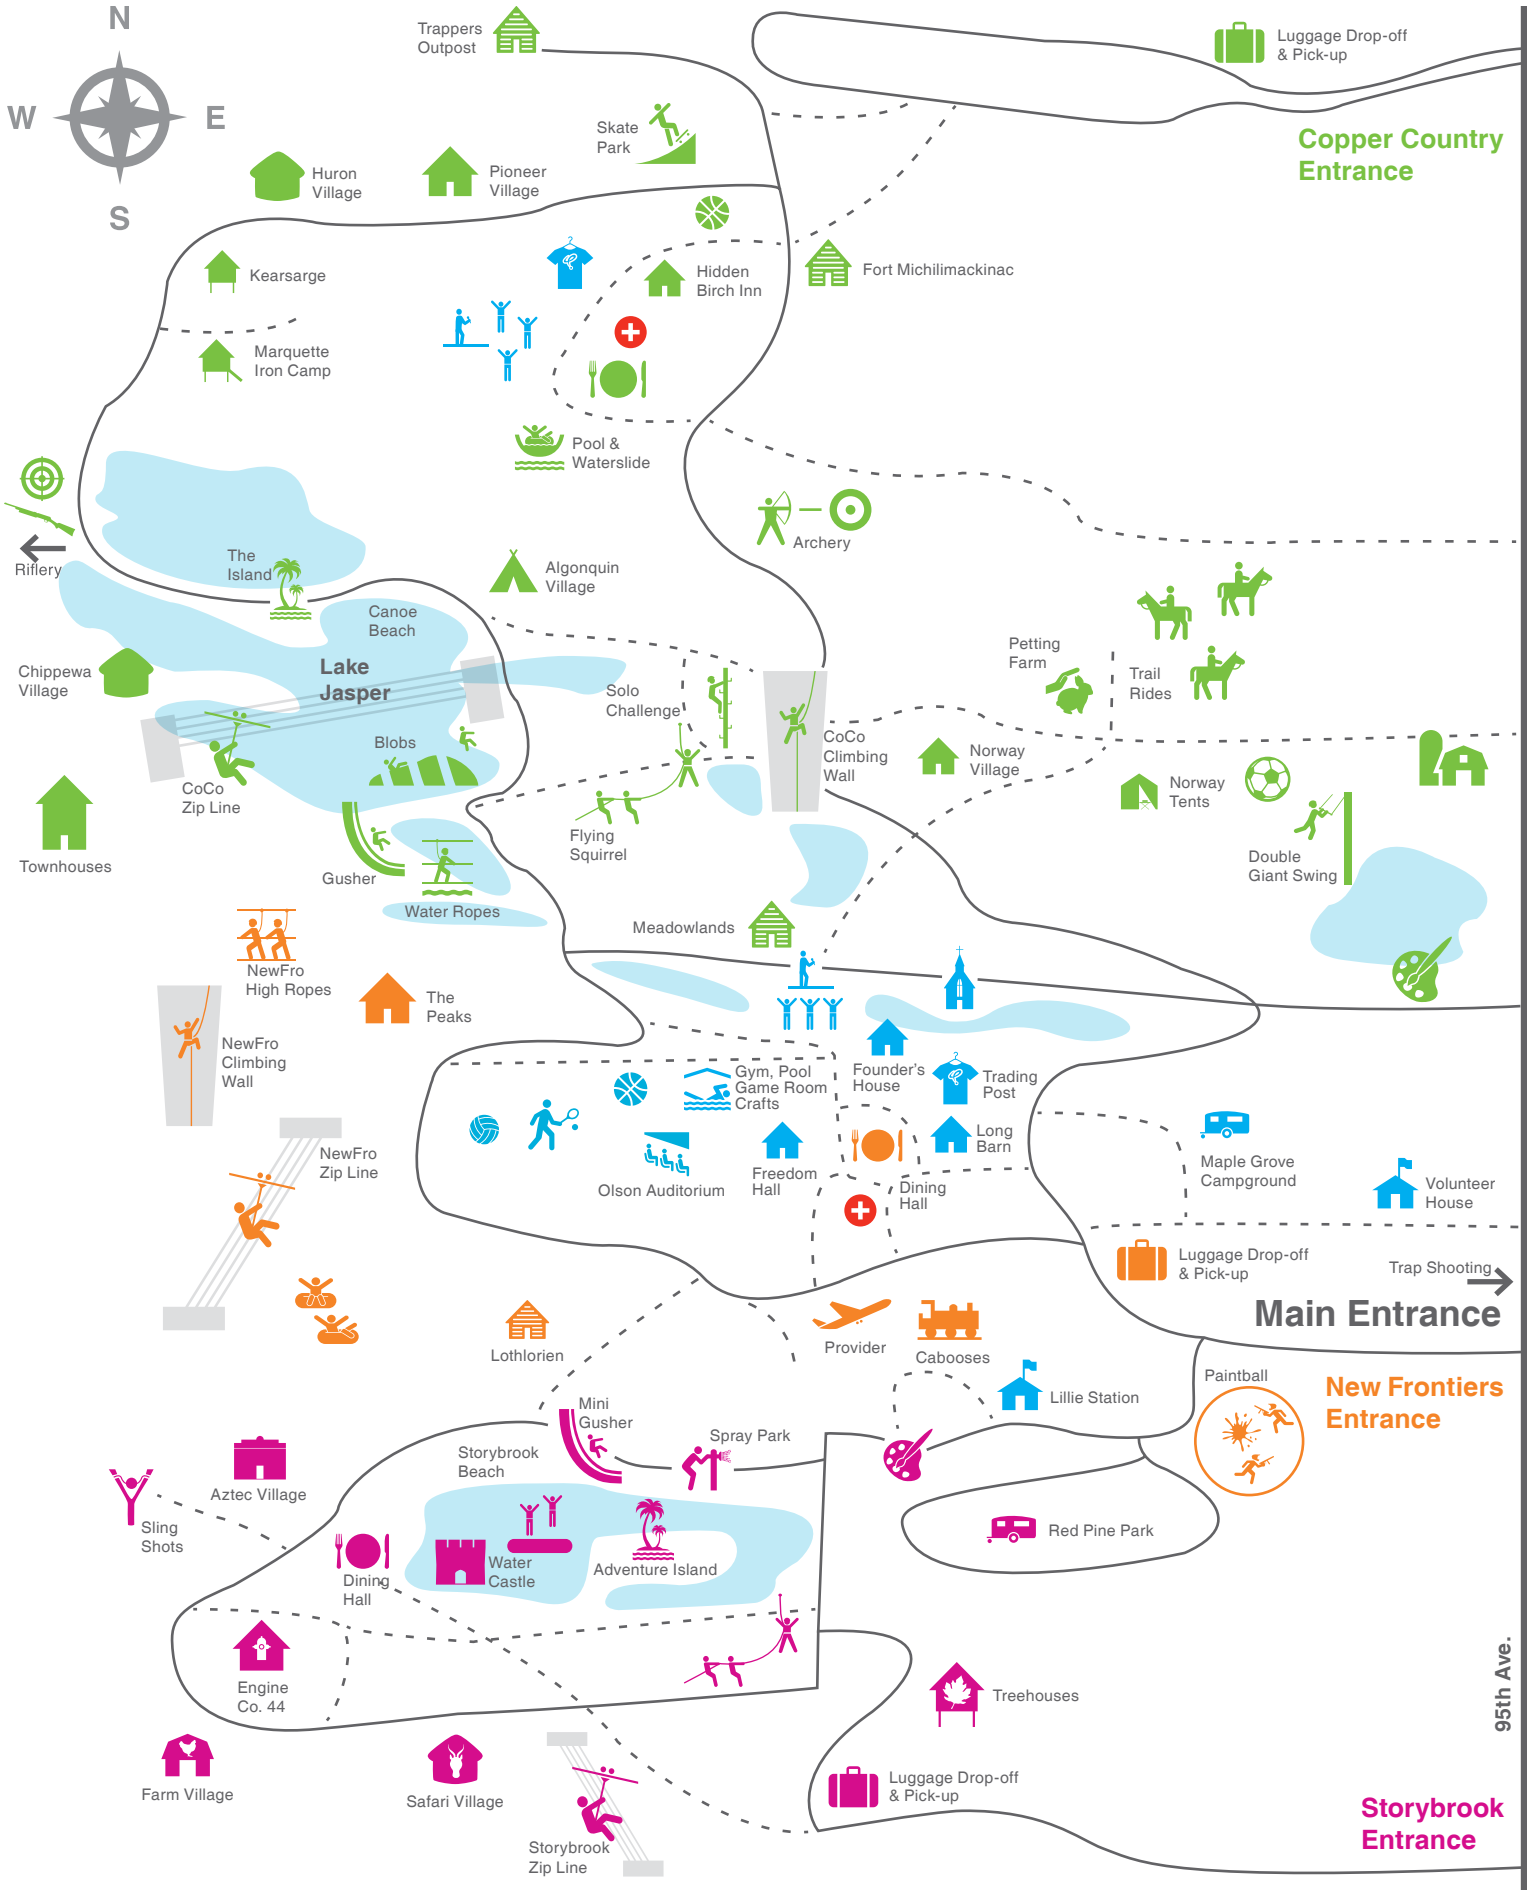 N
W
E
S
Trappers
Outpost
Luggage Drop-off
& Pick-up
Copper Country
Entrance
Skate
Park
Huron
Village
Pioneer
Village
Kearsarge
Hidden
Birch Inn
Fort Michilimackinac
Marquette
Iron Camp
Pool &
Waterslide
Riflery
The
Island
Archery
Algonquin
Village
Canoe
Beach
Lake
Jasper
Chippewa
Village
Solo
Challenge
Petting
Farm
Trail
Rides
CoCo
Zip Line
Blobs
CoCo
Climbing
Wall
Norway
Village
Norway
Tents
Townhouses
Gusher
Flying
Squirrel
Double
Giant Swing
Water Ropes
Meadowlands
NewFro
High Ropes
The
Peaks
NewFro
Climbing
Wall
Gym, Pool
Game Room
Crafts
Founder's
House
Trading
Post
Long
Barn
NewFro
Zip Line
Olson Auditorium
Freedom
Hall
Dining
Hall
Maple Grove
Campground
Volunteer
House
Luggage Drop-off
& Pick-up
Trap Shooting
Main Entrance
Lothlorien
Provider
Cabooses
Lillie Station
Paintball
New Frontiers
Entrance
Mini
Gusher
Spray Park
Storybrook
Beach
Aztec Village
Sling
Shots
Dining
Hall
Water
Castle
Adventure Island
Red Pine Park
Engine
Co. 44
Treehouses
95th Ave.
Farm Village
Safari Village
Storybrook
Zip Line
Luggage Drop-off
& Pick-up
Storybrook
Entrance